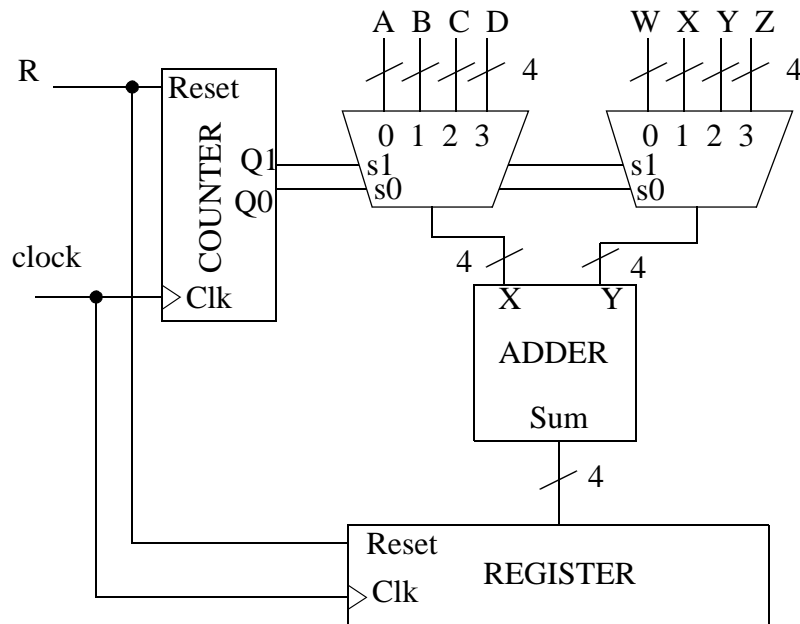 A B C D
W X Y Z
4
4
R
Reset
0 1 2 3
0 1 2 3
COUNTER
Q1
s1
s1
Q0
s0
s0
clock
Clk
4
4
X
Y
ADDER
Sum
4
Reset
REGISTER
Clk